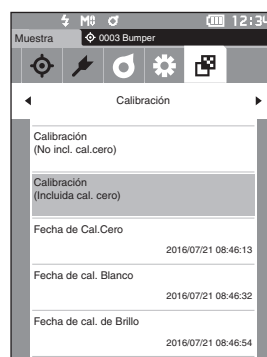 M0 12:34
Muestra 0003 Bumper
Calibración
Calibración
(No incl. cal.cero)
Calibración
(Incluida cal. cero)
Fecha de Cal.Cero
2016/07/21 08:46:13
Fecha de cal. Blanco
2016/07/21 08:46:32
Fecha de cal. de Brillo
2016/07/21 08:46:54